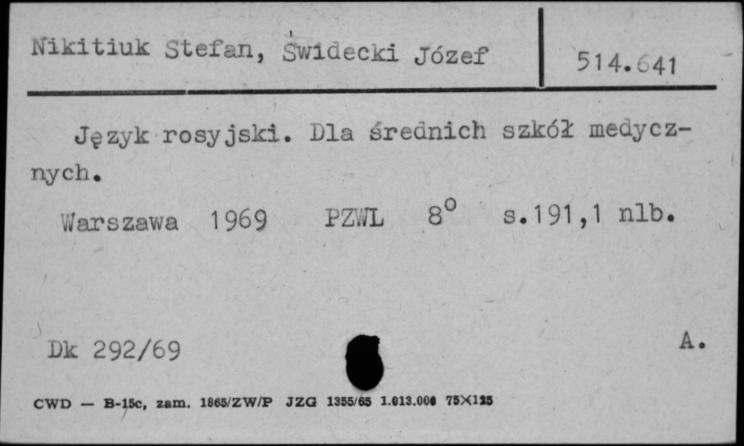 Nikitiuk Stefan, Świdecki Józef
514.641
Język rosyjski. Dla średnich szkół medycz-
nych.
Warszawa 1969 PZWL 8° s.191,1 nlb.
Dk 292/69
A.
CWD — B-15c, zam. 1865/ZW/P JZG 1355/65 1.013.000 75X125